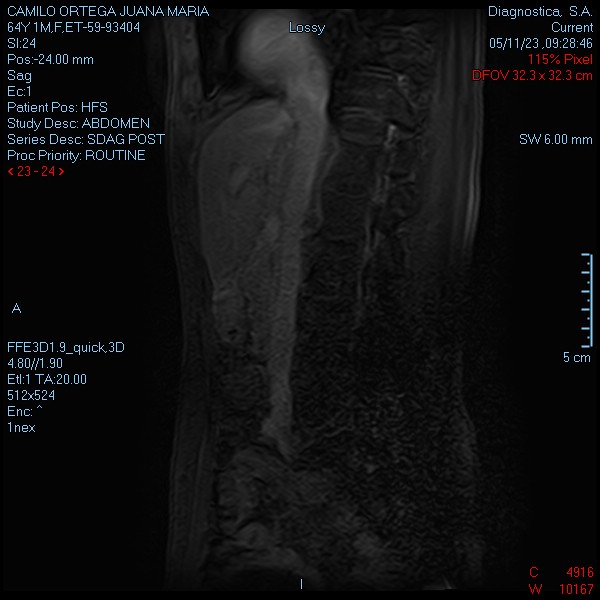 CAMILO ORTEGA JUANA MARIA
64Y 1M,F,ET-59-93404
Sl:24
Pos:-24.00 mm
Sag
Ec:1
Patient Pos: HFS
Study Desc: ABDOMEN
Series Desc: SDAG POST
Proc Priority: ROUTINE
< 23 - 24 >
Lossy
Diagnostica, S.A.
Current
05/11/23 ,09:28:46
115% Pixel
DFOV 32.3 x 32.3 cm
SW 6.00 mm
A
5 cm
FFE3D1.9_quick,3D
4.80//1.90
Etl:1 TA:20.00
512x524
Enc: ^
1nex
I
C 4916
W 10167